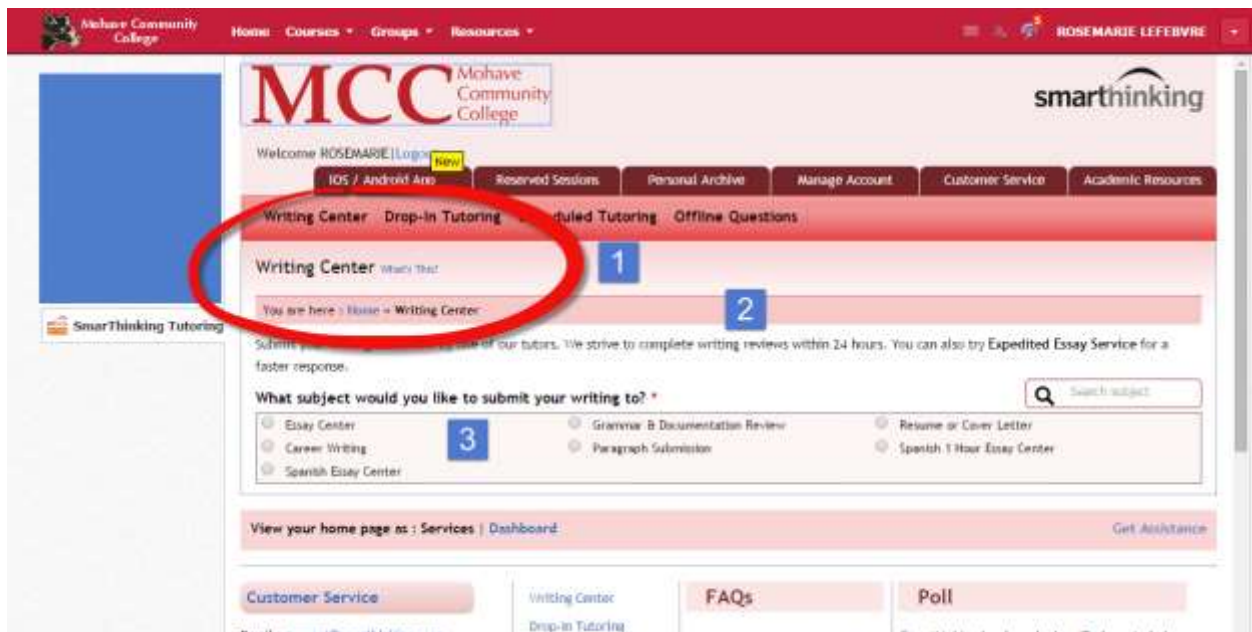 Mohave Community
College
Home Courses Groups Resources
5
ROSEMARIE LEFEBVRE
MCC
Mohave
Community
College
smarthinking
Welcome ROSEMARIE|
New
IOS / Android App Reserved Sessions Personal Archive Manage Account Customer Service Academic Resources
Writing Center Drop-In Tutoring Tutoring Offline Questions
Writing Center What's This?
1
You are here : Home » Writing Center
2
SmarThinking Tutoring
of our tutors. We strive to complete writing reviews within 24 hours. You can also try Expedited Essay Service for a
faster response.
What subject would you like to submit your writing to? *
Search subject
Essay Center Grammar & Documentation Review Resume or Cover Letter
3
Career Writing Paragraph Submission Spanish 1 Hour Essay Center
Spanish Essay Center
View your home page as : Services | Dashboard Get Assistance
Customer Service Writing Center FAQs Poll
Drop-In Tutoring